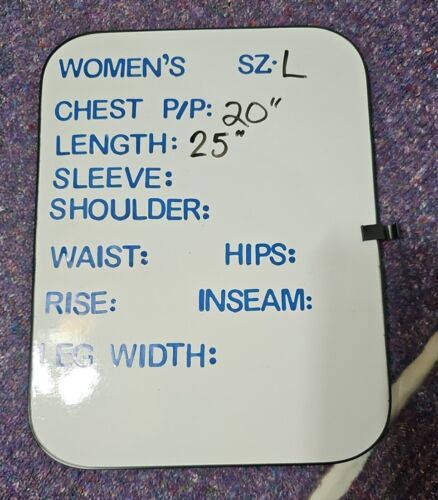 WOMEN'S SZ: L
CHEST P/P: 20"
LENGTH: 25"
SLEEVE:
SHOULDER:
WAIST: HIPS:
RISE: INSEAM:
LEG WIDTH: